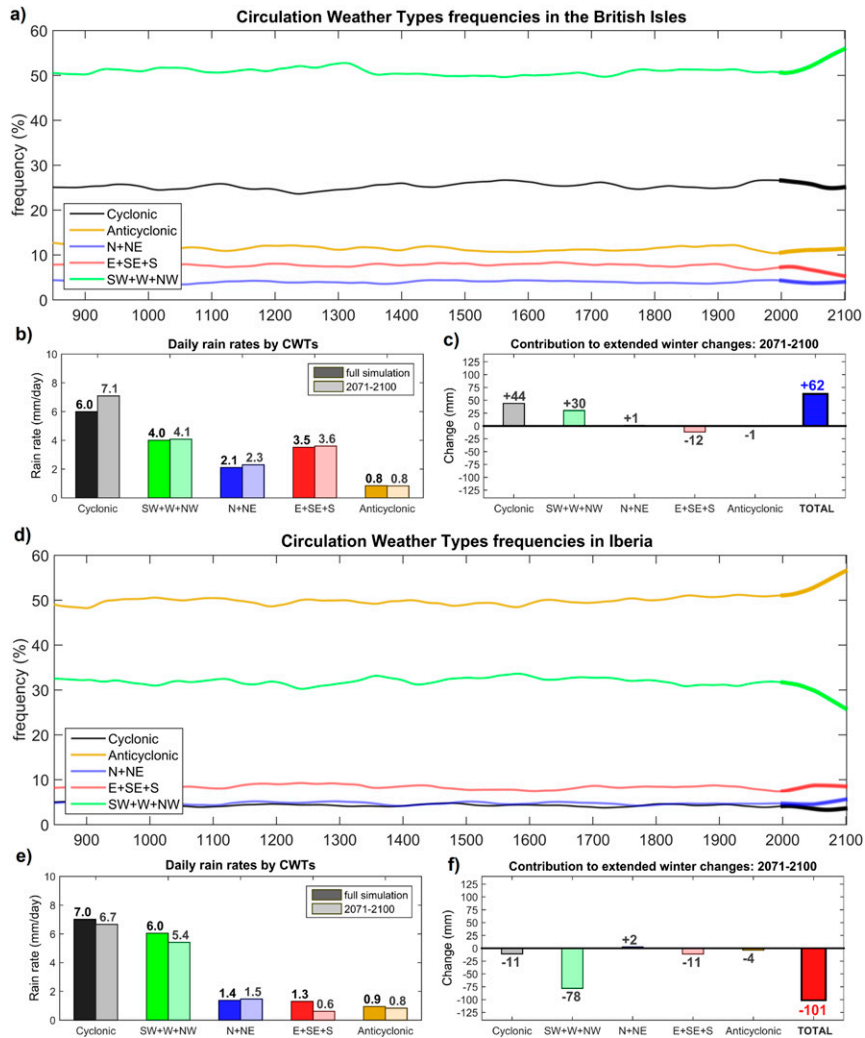 a)
Circulation Weather Types frequencies in the British Isles
60
50
40
30
20
10
0
frequency (%)
Cyclonic
Anticyclonic
N+NE
E+SE+S
SW+W+NW
900 1000 1100 1200 1300 1400 1500 1600 1700 1800 1900 2000 2100
b)
Daily rain rates by CWTs
10
8
6
4
2
0
Rain rate (mm/day)
full simulation
2071-2100
6.0 7.1 4.0 4.1 2.1 2.3 3.5 3.6 0.8 0.8
Cyclonic SW+W+NW N+NE E+SE+S Anticyclonic
c)
Contribution to extended winter changes: 2071-2100
125
100
75
50
25
0
-25
-50
-75
-100
-125
Change (mm)
+44 +30 +1 -12 -1 +62
Cyclonic SW+W+NW N+NE E+SE+S Anticyclonic TOTAL
d)
Circulation Weather Types frequencies in Iberia
60
50
40
30
20
10
0
frequency (%)
Cyclonic
Anticyclonic
N+NE
E+SE+S
SW+W+NW
900 1000 1100 1200 1300 1400 1500 1600 1700 1800 1900 2000 2100
e)
Daily rain rates by CWTs
10
8
6
4
2
0
Rain rate (mm/day)
full simulation
2071-2100
7.0 6.7 6.0 5.4 1.4 1.5 1.3 0.6 0.9 0.8
Cyclonic SW+W+NW N+NE E+SE+S Anticyclonic
f)
Contribution to extended winter changes: 2071-2100
125
100
75
50
25
0
-25
-50
-75
-100
-125
Change (mm)
-11 -78 +2 -11 -4 -101
Cyclonic SW+W+NW N+NE E+SE+S Anticyclonic TOTAL